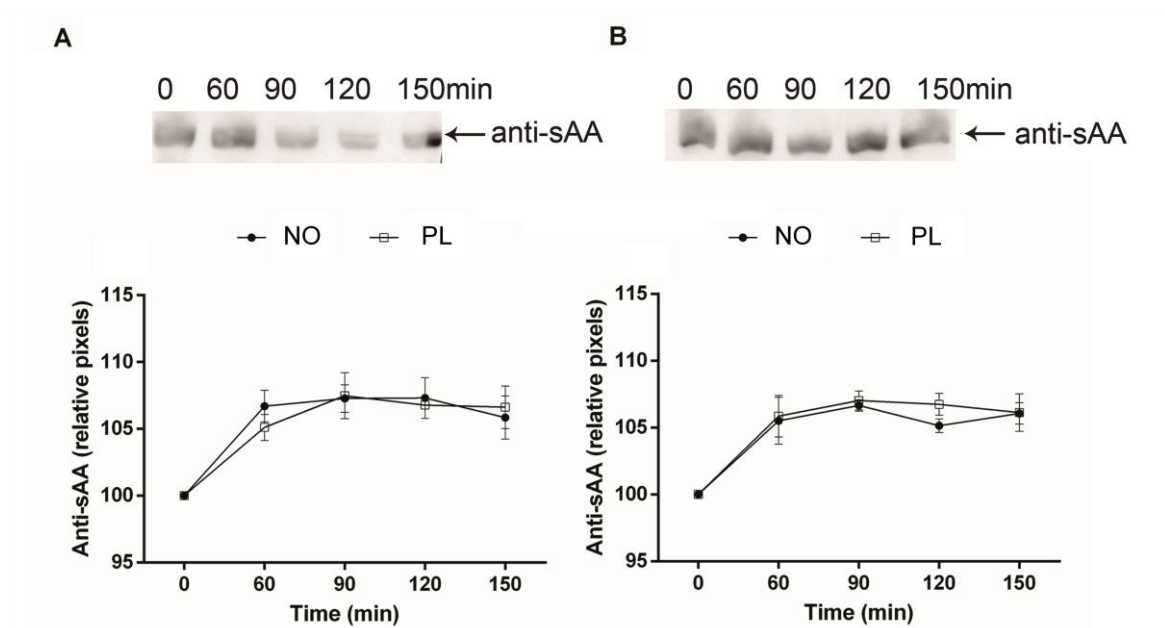 A
0 60 90 120 150min
anti-sAA
NO PL
Anti-sAA (relative pixels)
115
110
105
100
95
0 60 90 120 150
Time (min)
B
0 60 90 120 150min
anti-sAA
NO PL
Anti-sAA (relative pixels)
115
110
105
100
95
0 60 90 120 150
Time (min)